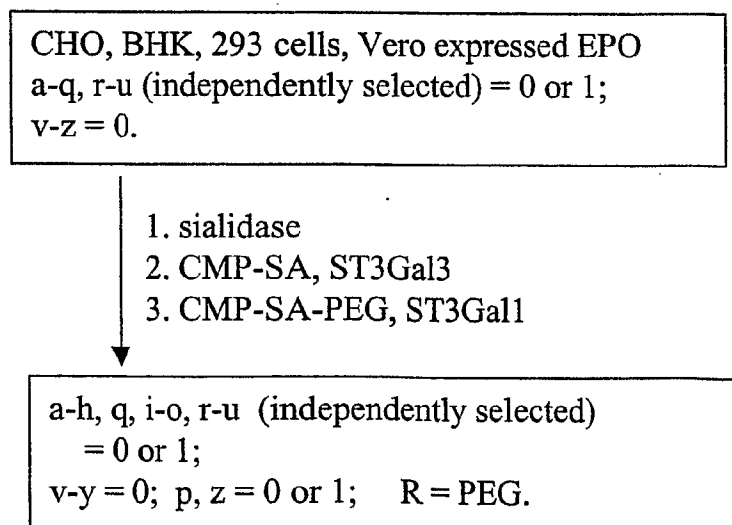 CHO, BHK, 293 cells, Vero expressed EPO
a-q, r-u (independently selected) = 0 or 1;
v-z = 0.
1. sialidase
2. CMP-SA, ST3Gal3
3. CMP-SA-PEG, ST3Gal1
a-h, q, i-o, r-u (independently selected)
= 0 or 1;
v-y = 0; p, z = 0 or 1; R = PEG.